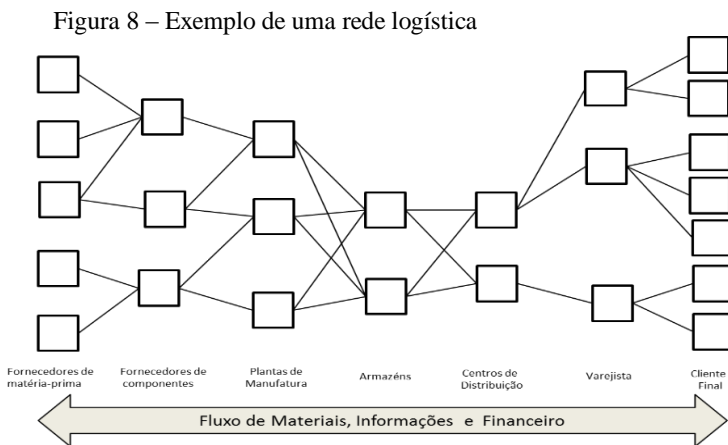 Figura 8 – Exemplo de uma rede logística
Fornecedores de
matéria-prima
Fornecedores de
componentes
Plantas de
Manufatura
Armazéns
Centros de
Distribuição
Varejista
Cliente
Final
Fluxo de Materiais, Informações e Financeiro